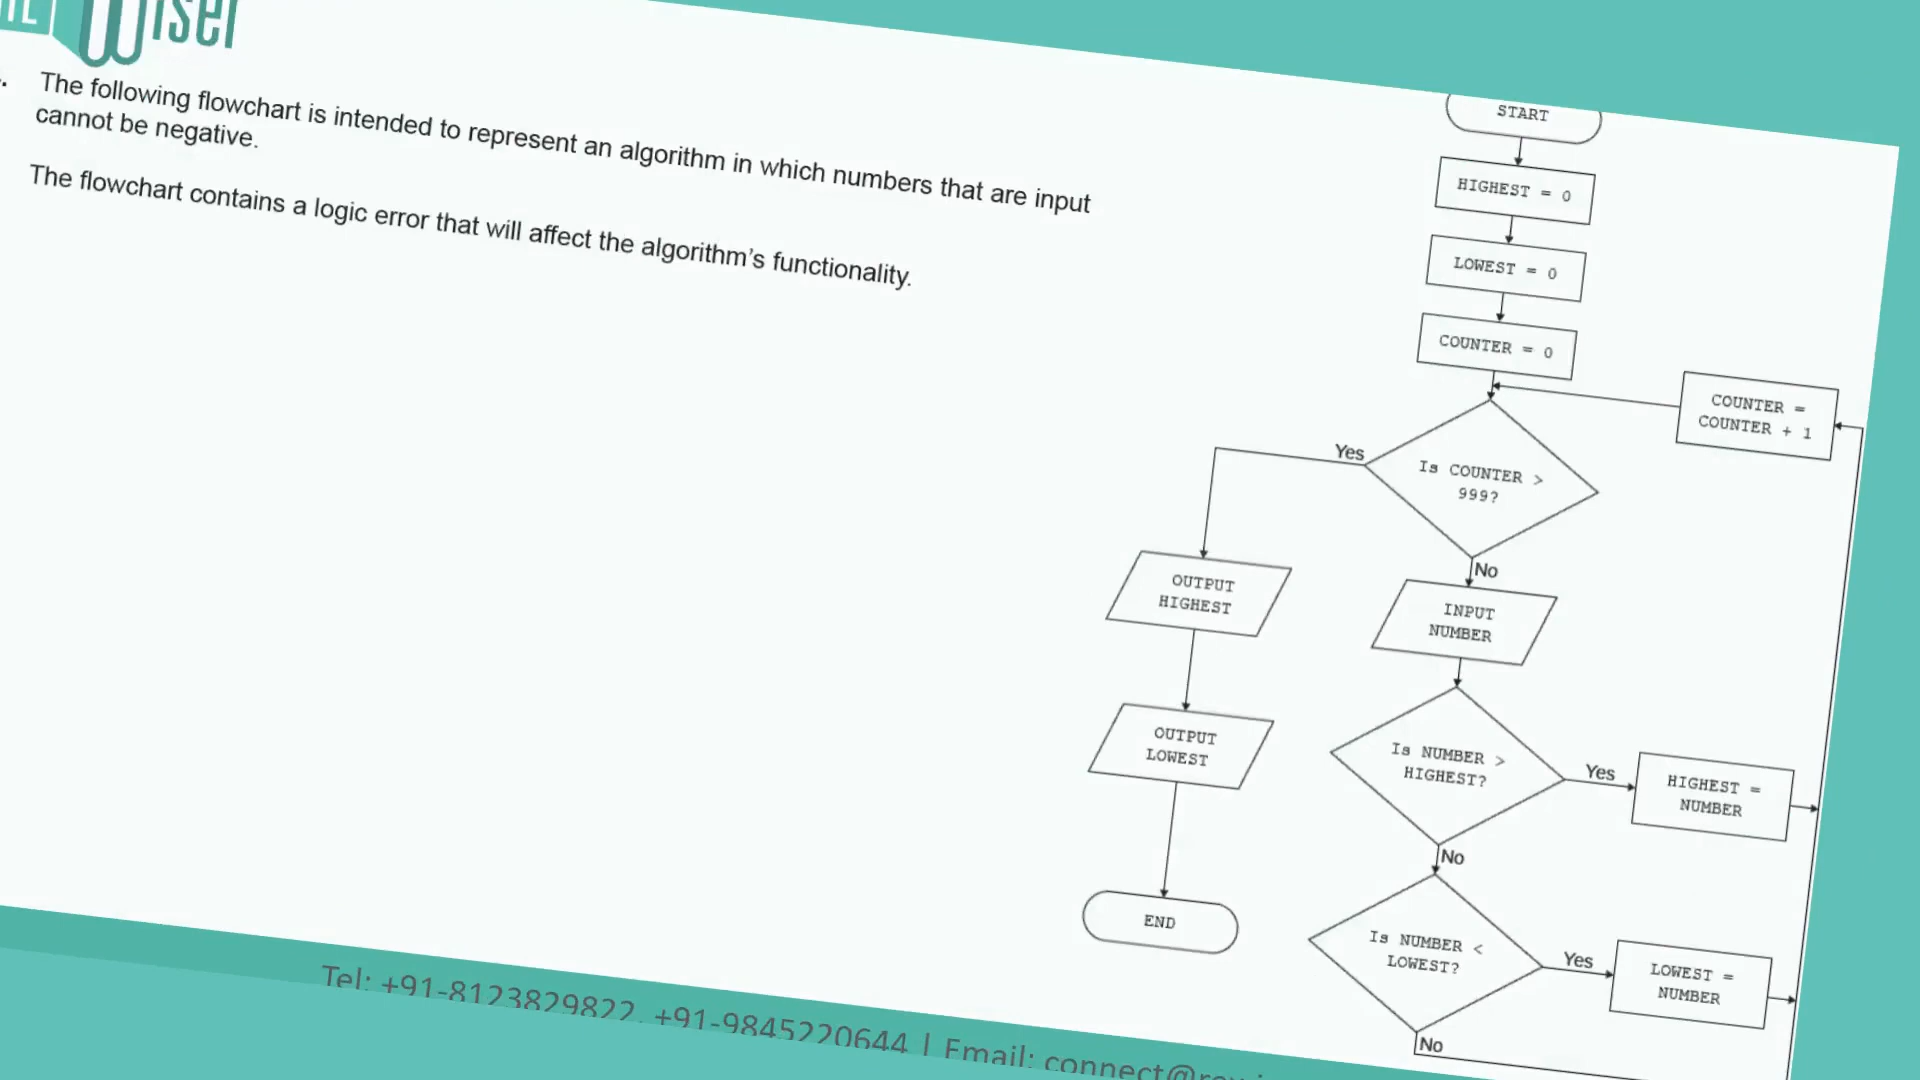 Wiser
The following flowchart is intended to represent an algorithm in which numbers that are input
cannot be negative.
The flowchart contains a logic error that will affect the algorithm's functionality.
START
HIGHEST = 0
LOWEST = 0
COUNTER = 0
COUNTER =
COUNTER + 1
Yes
Is COUNTER >
999?
No
OUTPUT
HIGHEST
INPUT
NUMBER
OUTPUT
LOWEST
Is NUMBER >
HIGHEST?
Yes
HIGHEST =
NUMBER
No
END
Is NUMBER <
LOWEST?
Yes
LOWEST =
NUMBER
No
Tel: +91-8123829822, +91-9845220644 | Email: